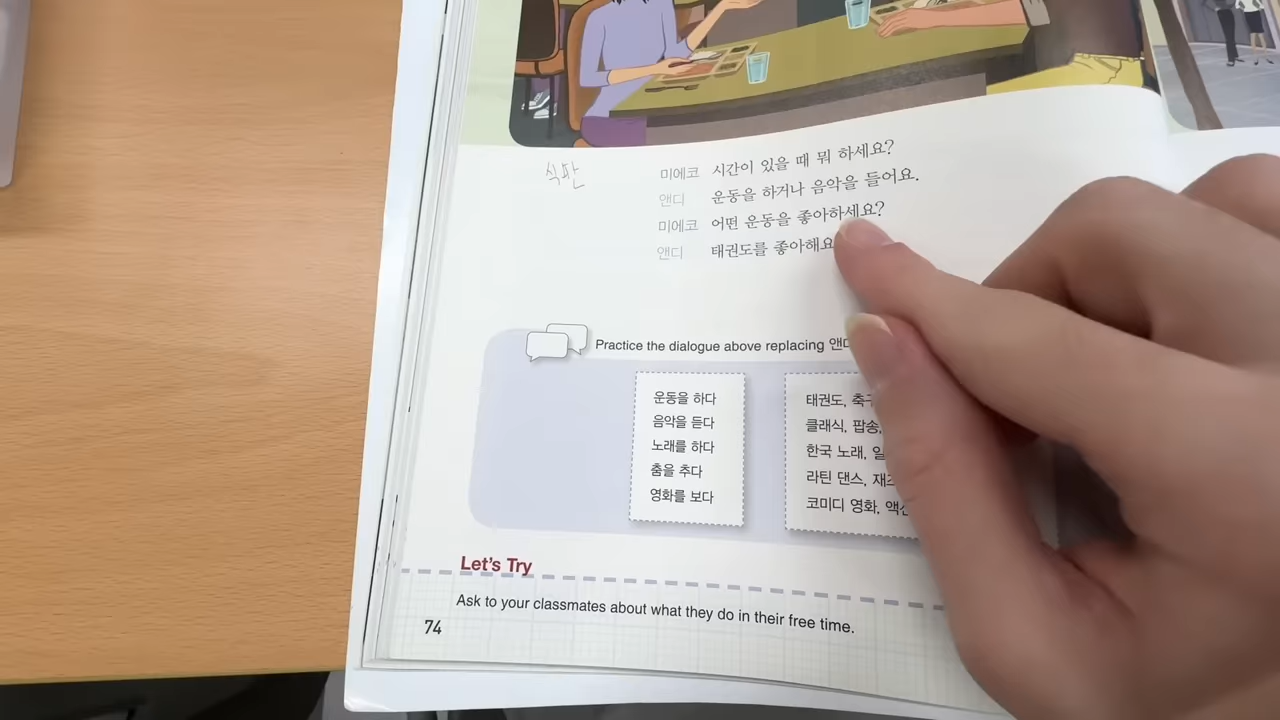 식판
미에코 시간이 있을 때 뭐 하세요?
앤디 운동을 하거나 음악을 들어요.
미에코 어떤 운동을 좋아하세요?
앤디 태권도를 좋아해요
Practice the dialogue above replacing
운동을 하다
음악을 듣다
노래를 하다
춤을 추다
영화를 보다
태권도,
클래식, 팝송,
한국 노래,
라틴 댄스,
코미디 영화,
Let's Try
Ask to your classmates about what they do in their free time.
74